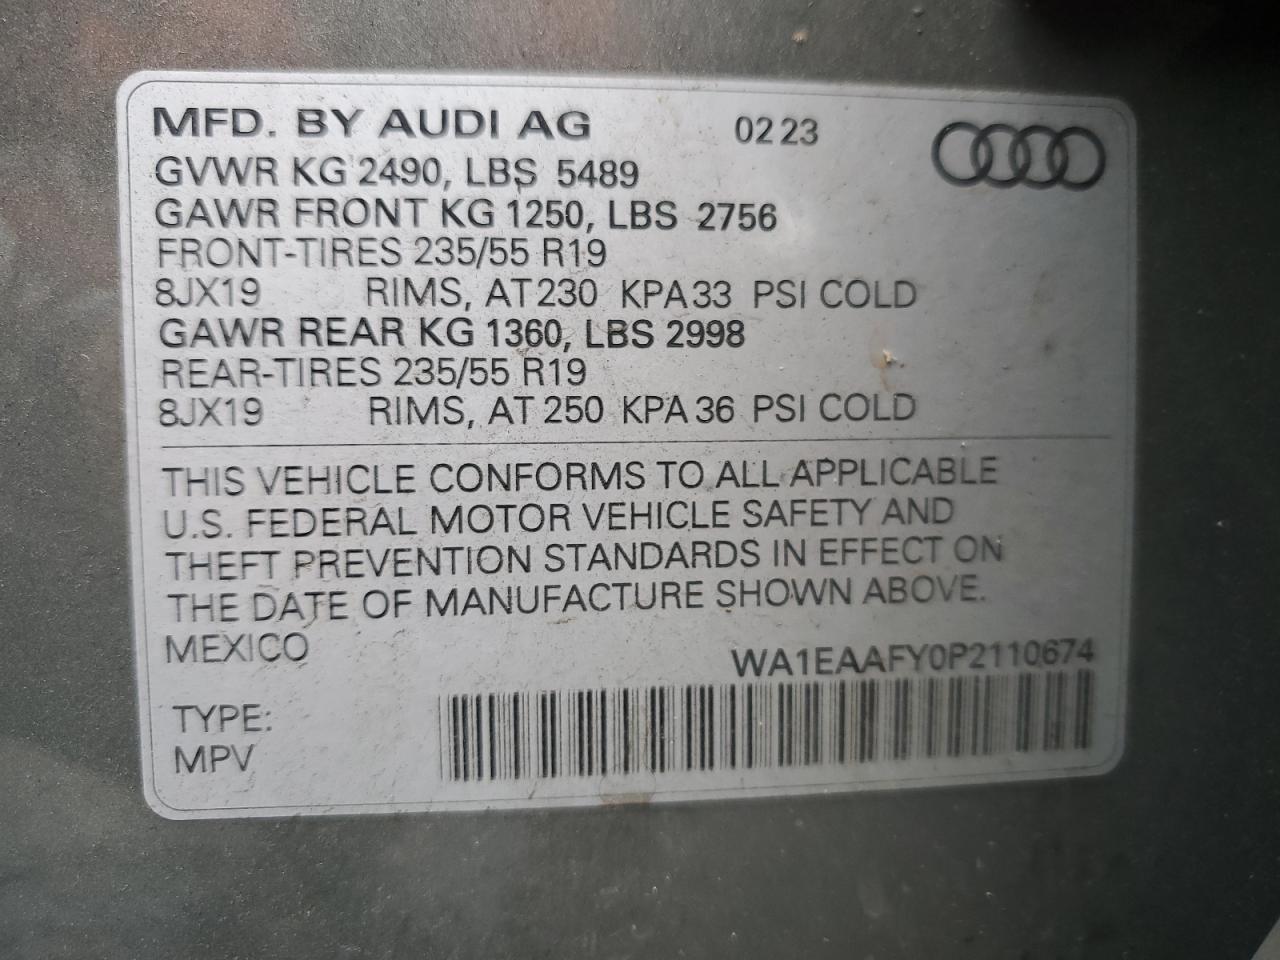 MFD. BY AUDI AG 02 23
GVWR KG 2490, LBS 5489
GAWR FRONT KG 1250, LBS 2756
FRONT-TIRES 235/55 R19
8JX19 RIMS, AT 230 KPA 33 PSI COLD
GAWR REAR KG 1360, LBS 2998
REAR-TIRES 235/55 R19
8JX19 RIMS, AT 250 KPA 36 PSI COLD
THIS VEHICLE CONFORMS TO ALL APPLICABLE
U.S. FEDERAL MOTOR VEHICLE SAFETY AND
THEFT PREVENTION STANDARDS IN EFFECT ON
THE DATE OF MANUFACTURE SHOWN ABOVE.
MEXICO WA1EAAFY0P2110674
TYPE:
MPV